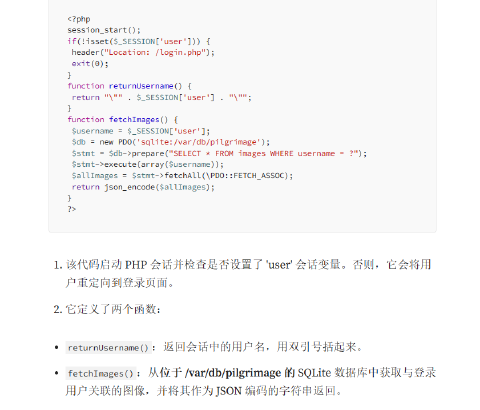 <?php
session_start();
if(!isset($_SESSION['user'])) {
 header("Location: /login.php");
 exit(0);
}
function returnUsername() {
 return "\"" . $_SESSION['user'] . "\"";
}
function fetchImages() {
 $username = $_SESSION['user'];
 $db = new PDO('sqlite:/var/db/pilgrimage');
 $stmt = $db->prepare("SELECT * FROM images WHERE username = ?");
 $stmt->execute(array($username));
 $allImages = $stmt->fetchAll(\PDO::FETCH_ASSOC);
 return json_encode($allImages);
}
?>
1. 该代码启动 PHP 会话并检查是否设置了 'user' 会话变量。否则，它会将用
户重定向到登录页面。
2. 它定义了两个函数：
• returnUsername()：返回会话中的用户名，用双引号括起来。
• fetchImages()：从位于 /var/db/pilgrimage 的 SQLite 数据库中获取与登录
用户关联的图像，并将其作为 JSON 编码的字符串返回。